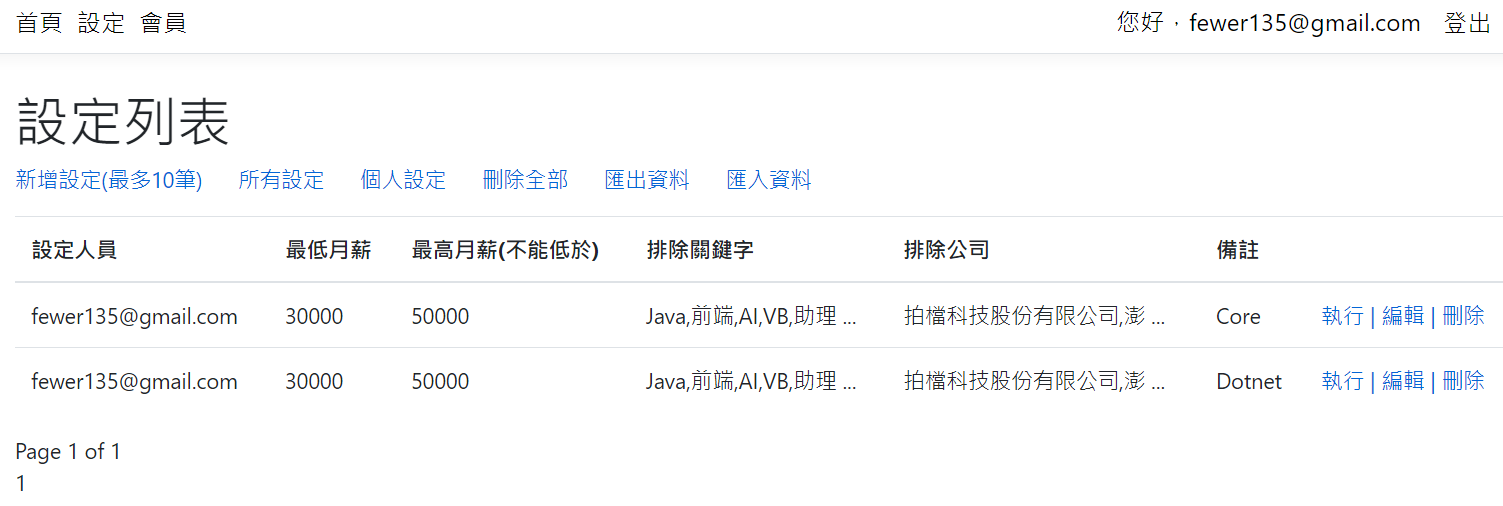 首頁 設定 會員 您好，fewer135@gmail.com 登出
設定列表
新增設定(最多10筆) 所有設定 個人設定 刪除全部 匯出資料 匯入資料
設定人員 最低月薪 最高月薪(不能低於) 排除關鍵字 排除公司 備註
fewer135@gmail.com 30000 50000 Java,前端,AI,VB,助理 ... 拍檔科技股份有限公司,澎 ... Core 執行 | 編輯 | 刪除
fewer135@gmail.com 30000 50000 Java,前端,AI,VB,助理 ... 拍檔科技股份有限公司,澎 ... Dotnet 執行 | 編輯 | 刪除
Page 1 of 1
1